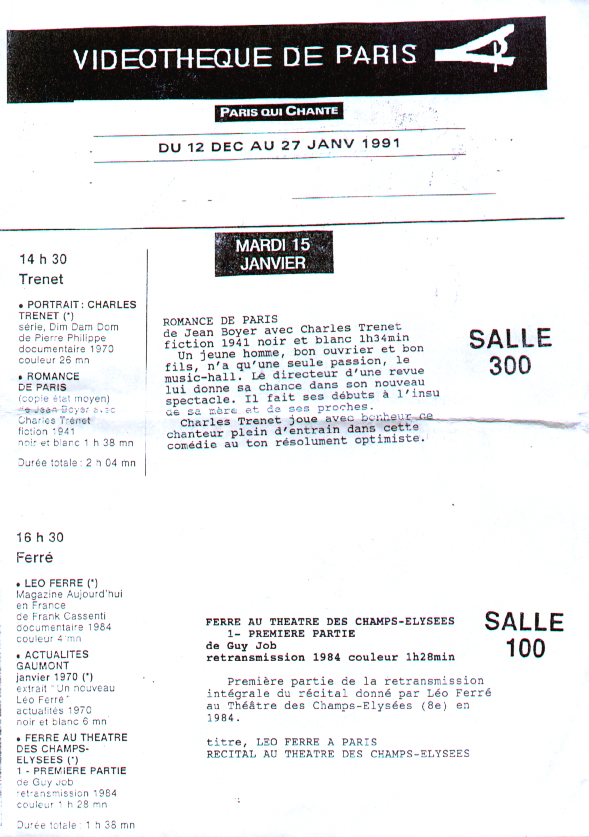 VIDEOTHEQUE DE PARIS
PARIS QUI CHANTE
DU 12 DEC AU 27 JANV 1991
MARDI 15
JANVIER
14 h 30
Trenet
• PORTRAIT : CHARLES
TRENET (*)
série, Dim Dam Dom
de Pierre Philippe
documentaire 1970
couleur 26 mn
• ROMANCE
DE PARIS
(copie état moyen)
de Jean Boyer avec
Charles Trenet
fiction 1941
noir et blanc 1 h 38 mn
Durée totale : 2 h 04 mn
ROMANCE DE PARIS
de Jean Boyer avec Charles Trenet
fiction 1941 noir et blanc 1h34min
Un jeune homme, bon ouvrier et bon
fils, n'a qu'une seule passion, le
music-hall. Le directeur d'une revue
lui donne sa chance dans son nouveau
spectacle. Il fait ses débuts à l'insu
de sa mère et de ses proches.
Charles Trenet joue avec bonheur ce
chanteur plein d'entrain dans cette
comédie au ton résolument optimiste.
SALLE
300
16 h 30
Ferré
• LEO FERRE (*)
Magazine Aujourd'hui
en France
de Frank Cassenti
documentaire 1984
couleur 4 mn
• ACTUALITES
GAUMONT
janvier 1970 (*)
extrait "Un nouveau
Léo Ferré"
actualités 1970
noir et blanc 6 mn
• FERRE AU THEATRE
DES CHAMPS-
ELYSEES (*)
1 - PREMIERE PARTIE
de Guy Job
retransmission 1984
couleur 1 h 28 mn
Durée totale : 1 h 38 mn
FERRE AU THEATRE DES CHAMPS-ELYSEES
1- PREMIERE PARTIE
de Guy Job
retransmission 1984 couleur 1h28min
Première partie de la retransmission
intégrale du récital donné par Léo Ferré
au Théâtre des Champs-Elysées (8e) en
1984.
titre, LEO FERRE A PARIS
RECITAL AU THEATRE DES CHAMPS-ELYSEES
SALLE
100